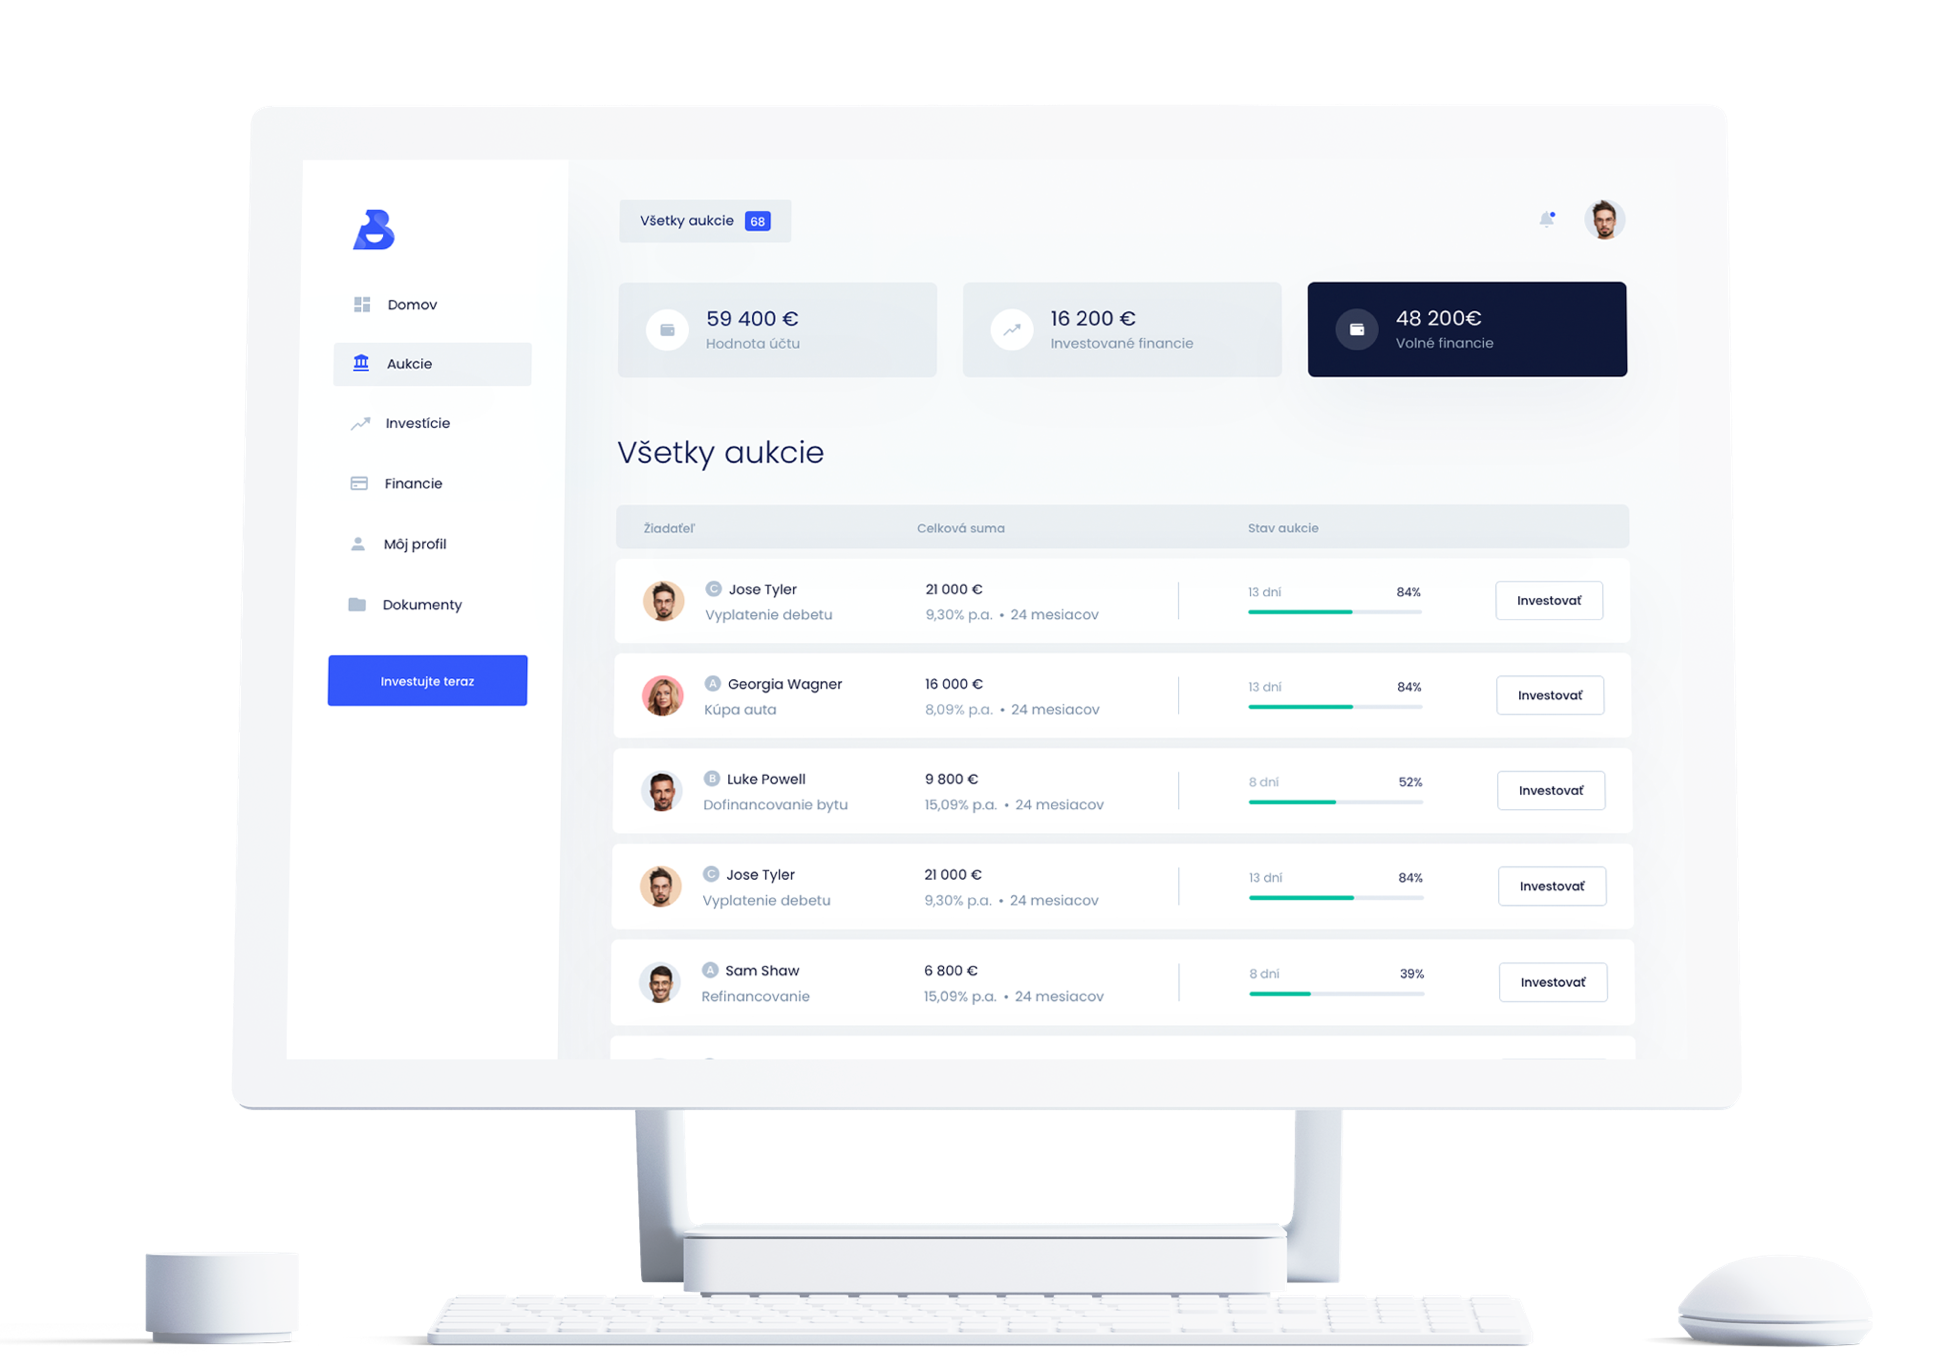 Všetky aukcie 68
Domov
Aukcie
Investície
Financie
Môj profil
Dokumenty
Investujte teraz
59 400 €
Hodnota účtu
16 200 €
Investované financie
48 200€
Volné financie
Všetky aukcie
Žiadateľ Celková suma Stav aukcie
C Jose Tyler 21 000 € 13 dní 84% Investovať
Vyplatenie debetu 9,30% p.a. • 24 mesiacov
A Georgia Wagner 16 000 € 13 dní 84% Investovať
Kúpa auta 8,09% p.a. • 24 mesiacov
B Luke Powell 9 800 € 8 dní 52% Investovať
Dofinancovanie bytu 15,09% p.a. • 24 mesiacov
C Jose Tyler 21 000 € 13 dní 84% Investovať
Vyplatenie debetu 9,30% p.a. • 24 mesiacov
A Sam Shaw 6 800 € 8 dní 39% Investovať
Refinancovanie 15,09% p.a. • 24 mesiacov